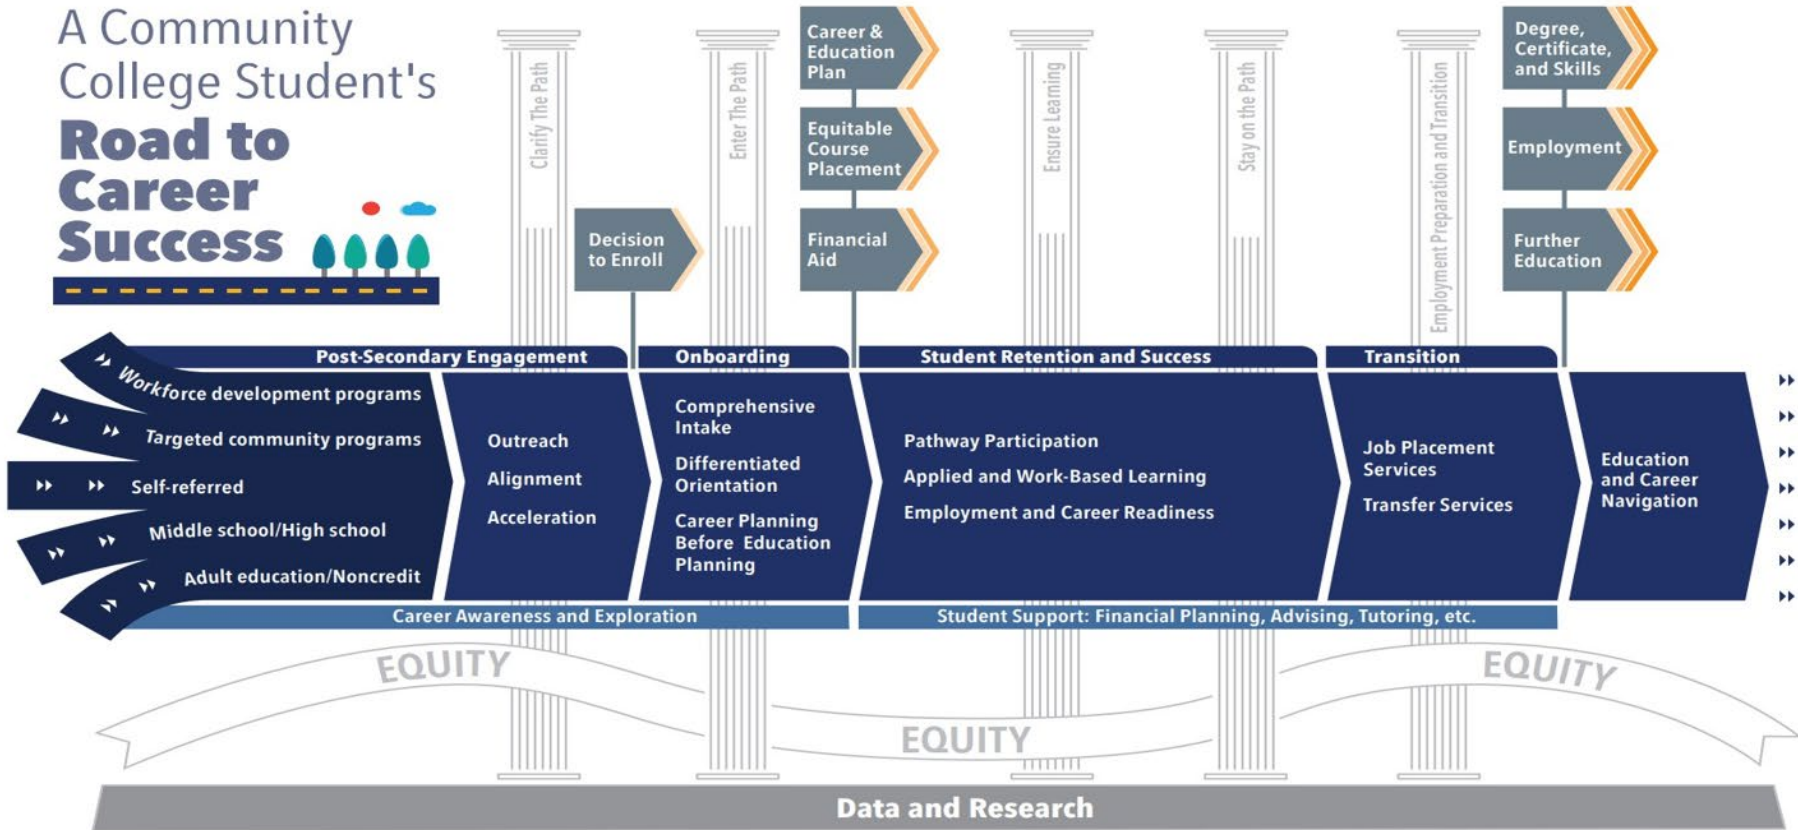 A Community
College Student's
Road to
Career
Success
Clarify The Path
Enter The Path
Ensure Learning
Stay on the Path
Employment Preparation and Transition
Decision
to Enroll
Career &
Education
Plan
Equitable
Course
Placement
Financial
Aid
Degree,
Certificate,
and Skills
Employment
Further
Education
Post-Secondary Engagement
Onboarding
Student Retention and Success
Transition
Workforce development programs
Targeted community programs
Self-referred
Middle school/High school
Adult education/Noncredit
Outreach
Alignment
Acceleration
Comprehensive
Intake
Differentiated
Orientation
Career Planning
Before Education
Planning
Pathway Participation
Applied and Work-Based Learning
Employment and Career Readiness
Job Placement
Services
Transfer Services
Education
and Career
Navigation
Career Awareness and Exploration
Student Support: Financial Planning, Advising, Tutoring, etc.
EQUITY
EQUITY
EQUITY
Data and Research